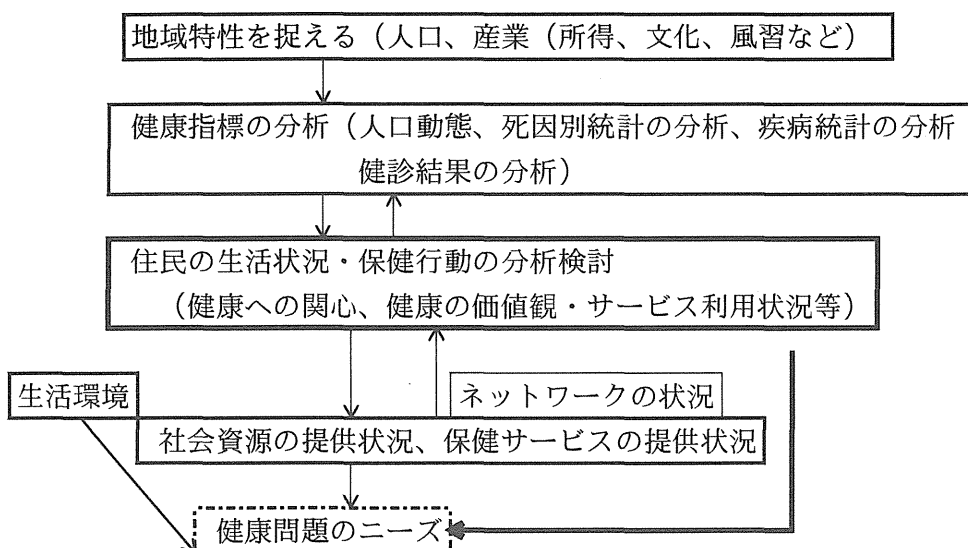 地域特性を捉える（人口、産業（所得、文化、風習など）
健康指標の分析（人口動態、死因別統計の分析、疾病統計の分析
健診結果の分析）
住民の生活状況・保健行動の分析検討
（健康への関心、健康の価値観・サービス利用状況等）
生活環境
ネットワークの状況
社会資源の提供状況、保健サービスの提供状況
健康問題のニーズ